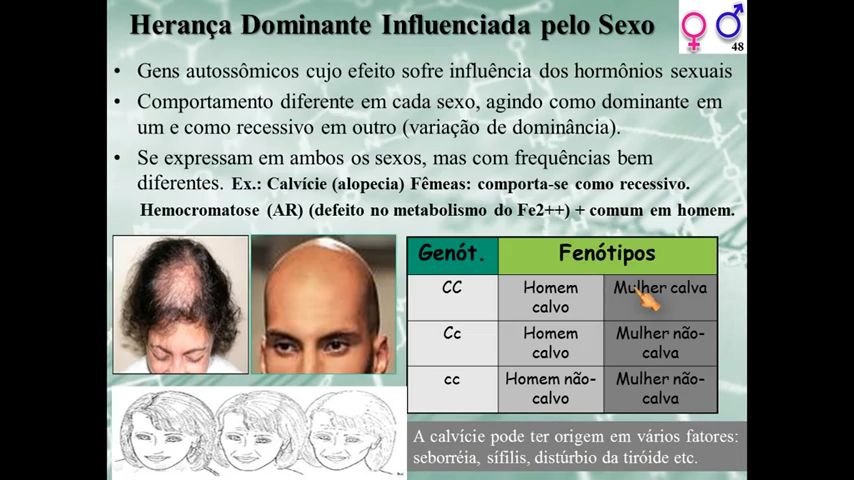 Herança Dominante Influenciada pelo Sexo
48
• Gens autossômicos cujo efeito sofre influência dos hormônios sexuais
• Comportamento diferente em cada sexo, agindo como dominante em
um e como recessivo em outro (variação de dominância).
• Se expressam em ambos os sexos, mas com frequências bem
diferentes. Ex.: Calvície (alopecia) Fêmeas: comporta-se como recessivo.
Hemocromatose (AR) (defeito no metabolismo do Fe2++) + comum em homem.
Genót. Fenótipos
CC Homem calvo Mulher calva
Cc Homem calvo Mulher não-calva
cc Homem não-calvo Mulher não-calva
A calvície pode ter origem em vários fatores:
seborréia, sífilis, distúrbio da tiróide etc.